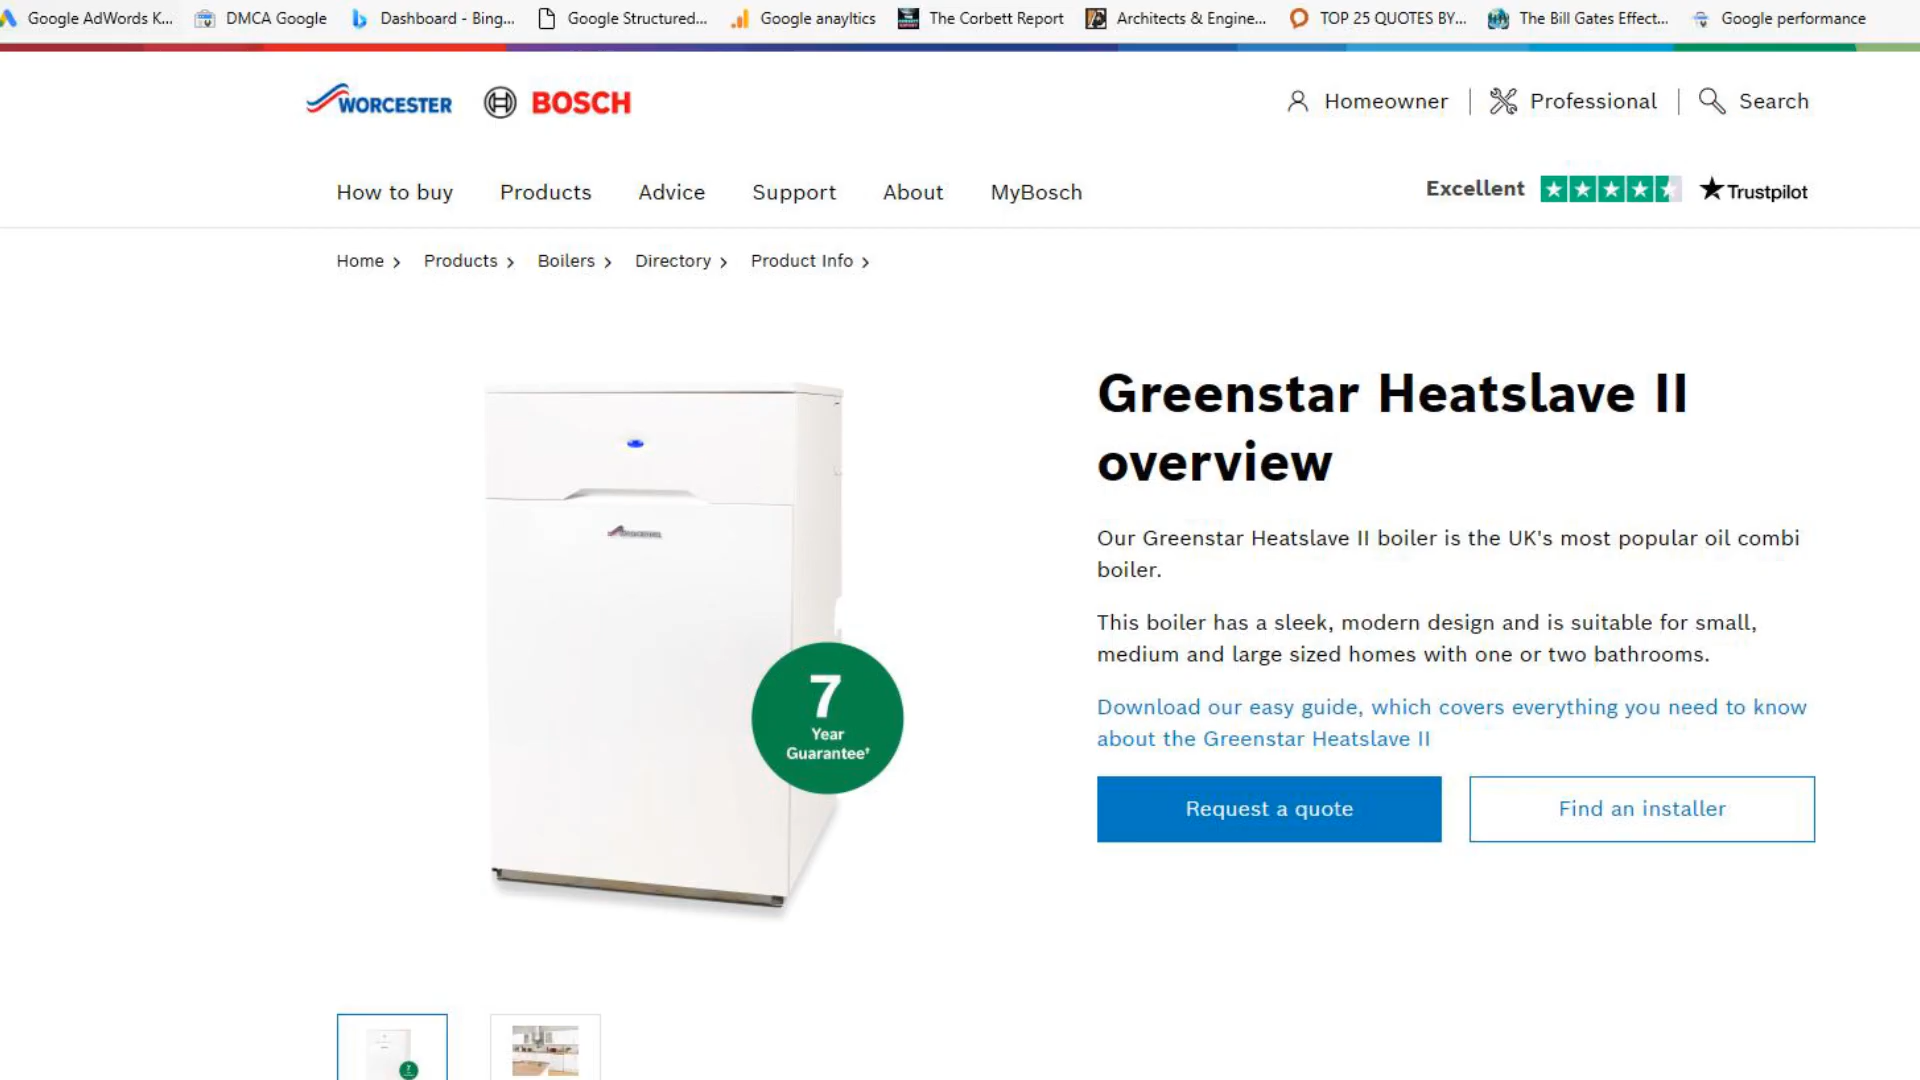 Google AdWords K... DMCA Google Dashboard - Bing... Google Structured... Google anayltics The Corbett Report Architects & Engine... TOP 25 QUOTES BY... The Bill Gates Effect... Google performance
WORCESTER BOSCH
Homeowner Professional Search
How to buy Products Advice Support About MyBosch
Excellent Trustpilot
Home Products Boilers Directory Product Info
Greenstar Heatslave II
overview
Our Greenstar Heatslave II boiler is the UK's most popular oil combi
boiler.
This boiler has a sleek, modern design and is suitable for small,
medium and large sized homes with one or two bathrooms.
Download our easy guide, which covers everything you need to know
about the Greenstar Heatslave II
Request a quote Find an installer
WORCESTER
7
Year
Guarantee†
7